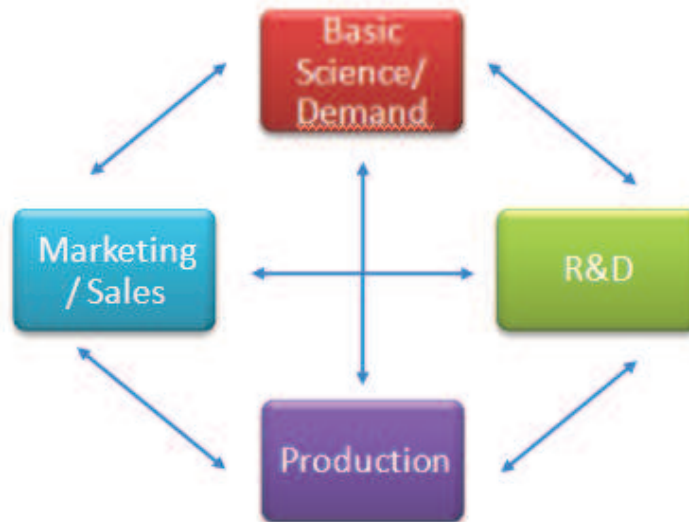 Basic
Science/
Demand
Marketing
/ Sales
R&D
Production